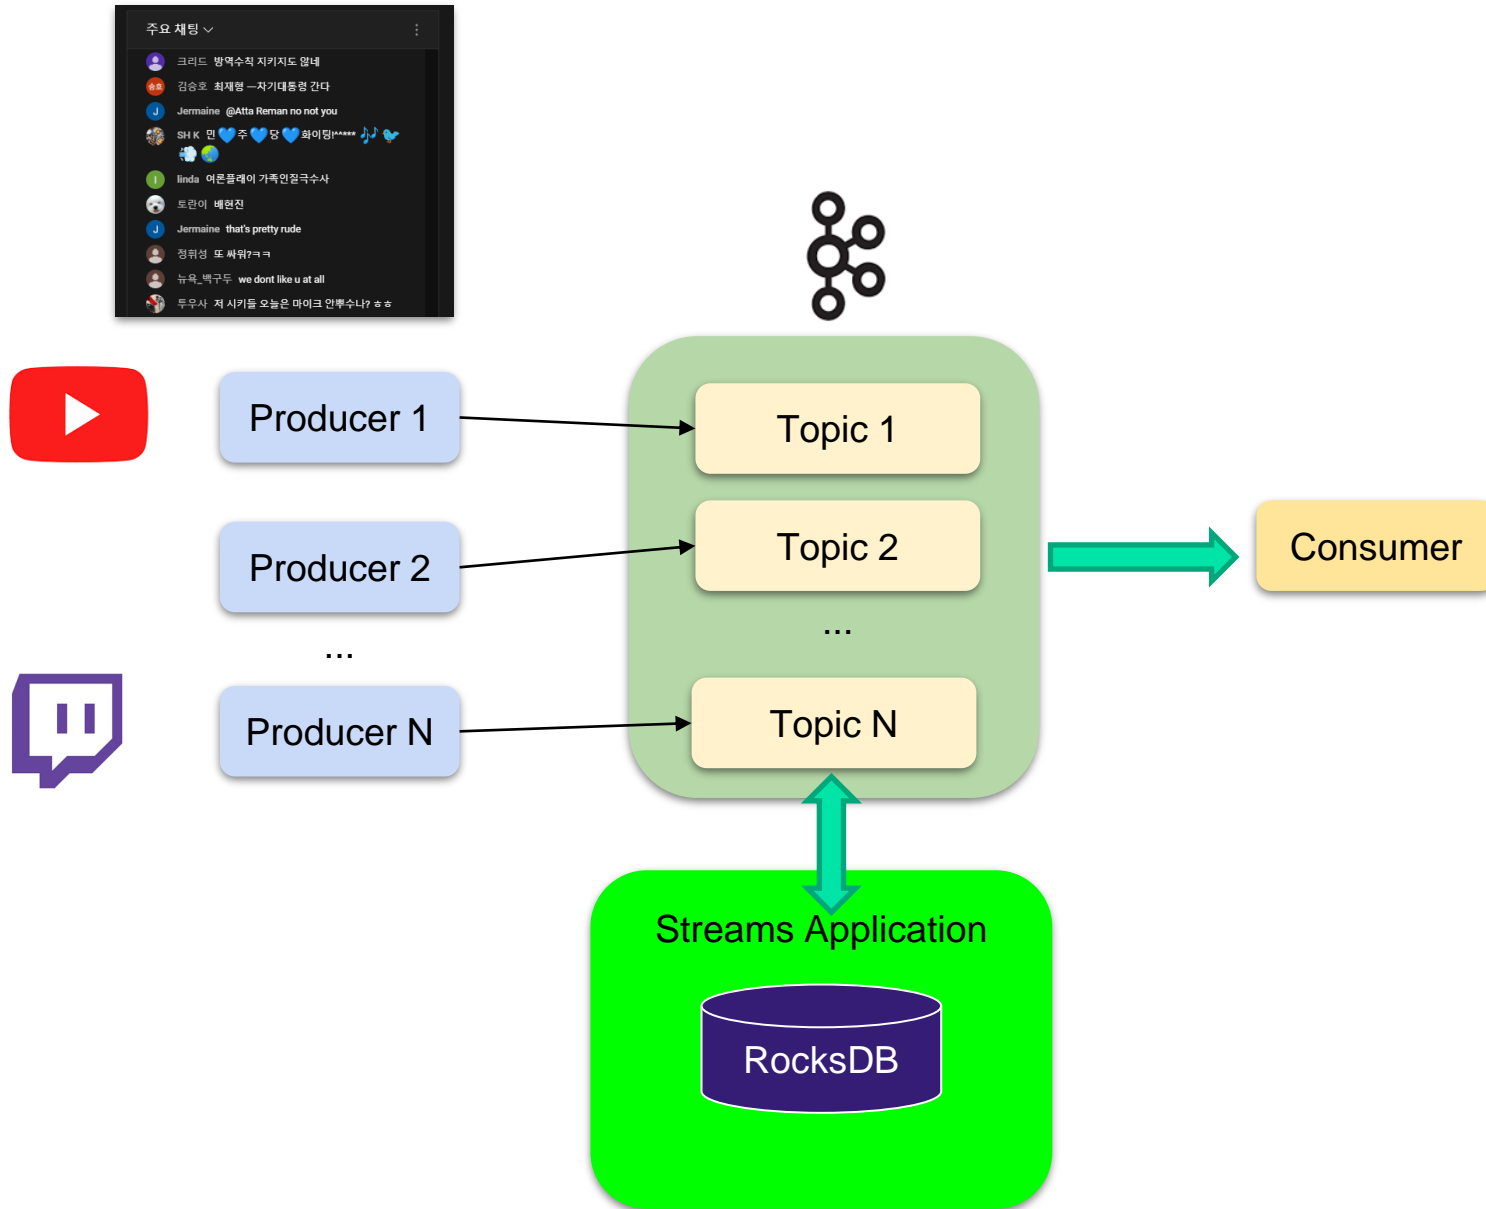 주요 채팅
크리드 방역수칙 지키지도 않네
승호 김승호 최재형 —자기대통령 간다
J Jermaine @Atta Reman no not you
SH K 민💙주💙당💙화이팅!^^**** 🎶🐦
💨🌏
l linda 여론플래이 가족인질극수사
토란이 배현진
J Jermaine that's pretty rude
정휘성 또 싸워?ㅋㅋ
뉴욕_백구두 we dont like u at all
투우사 저 시키들 오늘은 마이크 안뿌수나? ㅎㅎ
Producer 1
Topic 1
Producer 2
Topic 2
Consumer
...
...
Producer N
Topic N
Streams Application
RocksDB